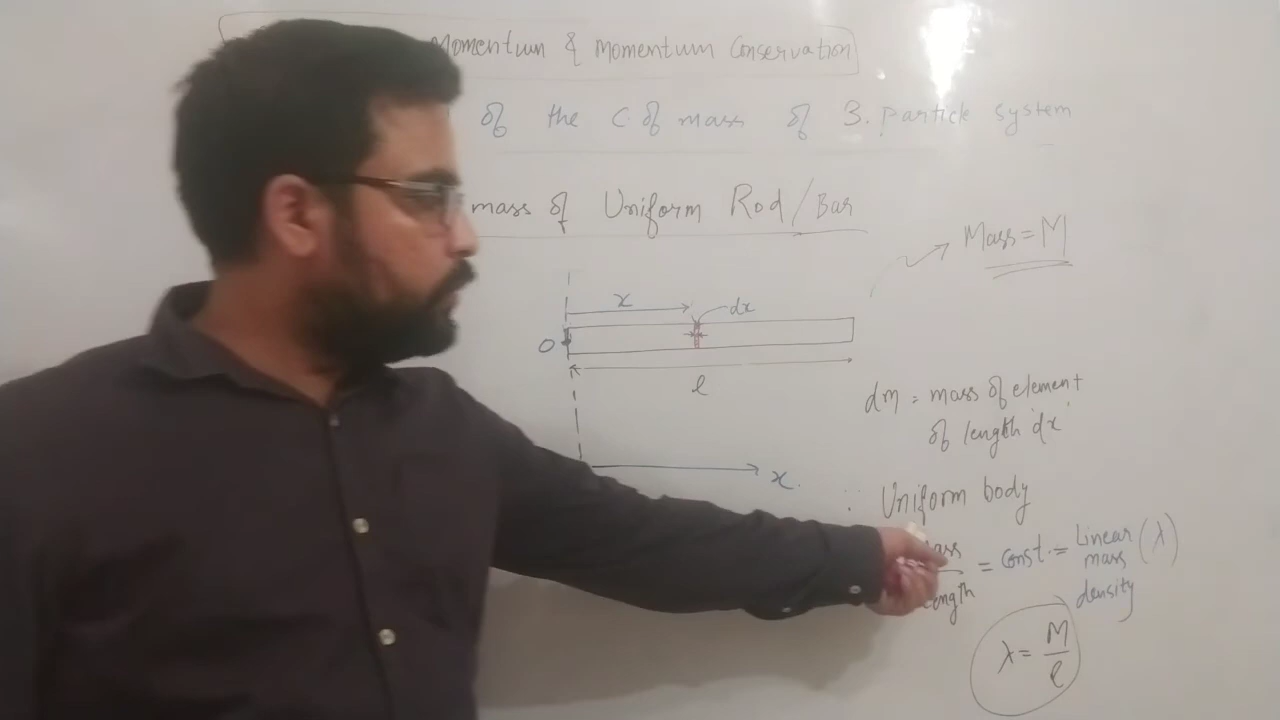 Momentum & Momentum Conservation
of the C. of mass of 3. particle system
mass of Uniform Rod / Bar
Mass = M
x
dx
O
l
x.
dm = mass of element
of length 'dx'
∵ Uniform body
= Const. = Linear mass density (λ)
length
λ = M/l